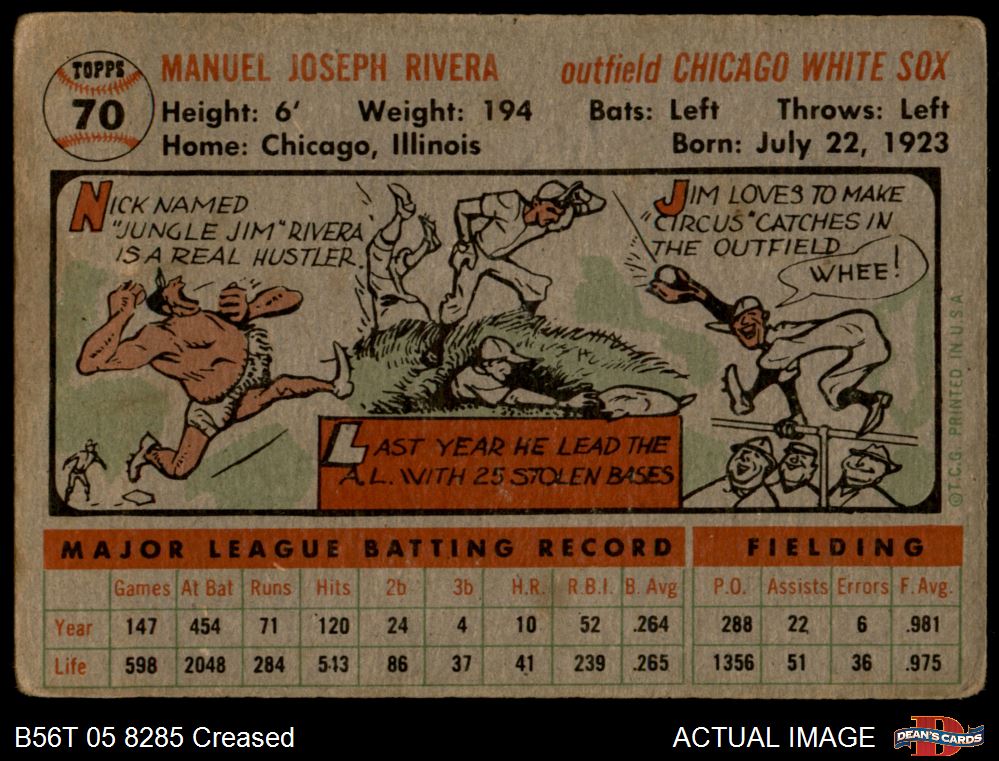 TOPPS
70
MANUEL JOSEPH RIVERA outfield CHICAGO WHITE SOX
Height: 6' Weight: 194 Bats: Left Throws: Left
Home: Chicago, Illinois Born: July 22, 1923
NICK NAMED
"JUNGLE JIM" RIVERA
IS A REAL HUSTLER
JIM LOVES TO MAKE
"CIRCUS" CATCHES IN
THE OUTFIELD
WHEE!
LAST YEAR HE LEAD THE
A.L. WITH 25 STOLEN BASES
©T.C.G. PRINTED IN U.S.A.
MAJOR LEAGUE BATTING RECORD FIELDING
Games At Bat Runs Hits 2b 3b H.R. R.B.I. B. Avg P.O. Assists Errors F. Avg.
Year 147 454 71 120 24 4 10 52 .264 288 22 6 .981
Life 598 2048 284 543 86 37 41 239 .265 1356 51 36 .975
B56T 05 8285 Creased ACTUAL IMAGE D DEAN'S CARDS